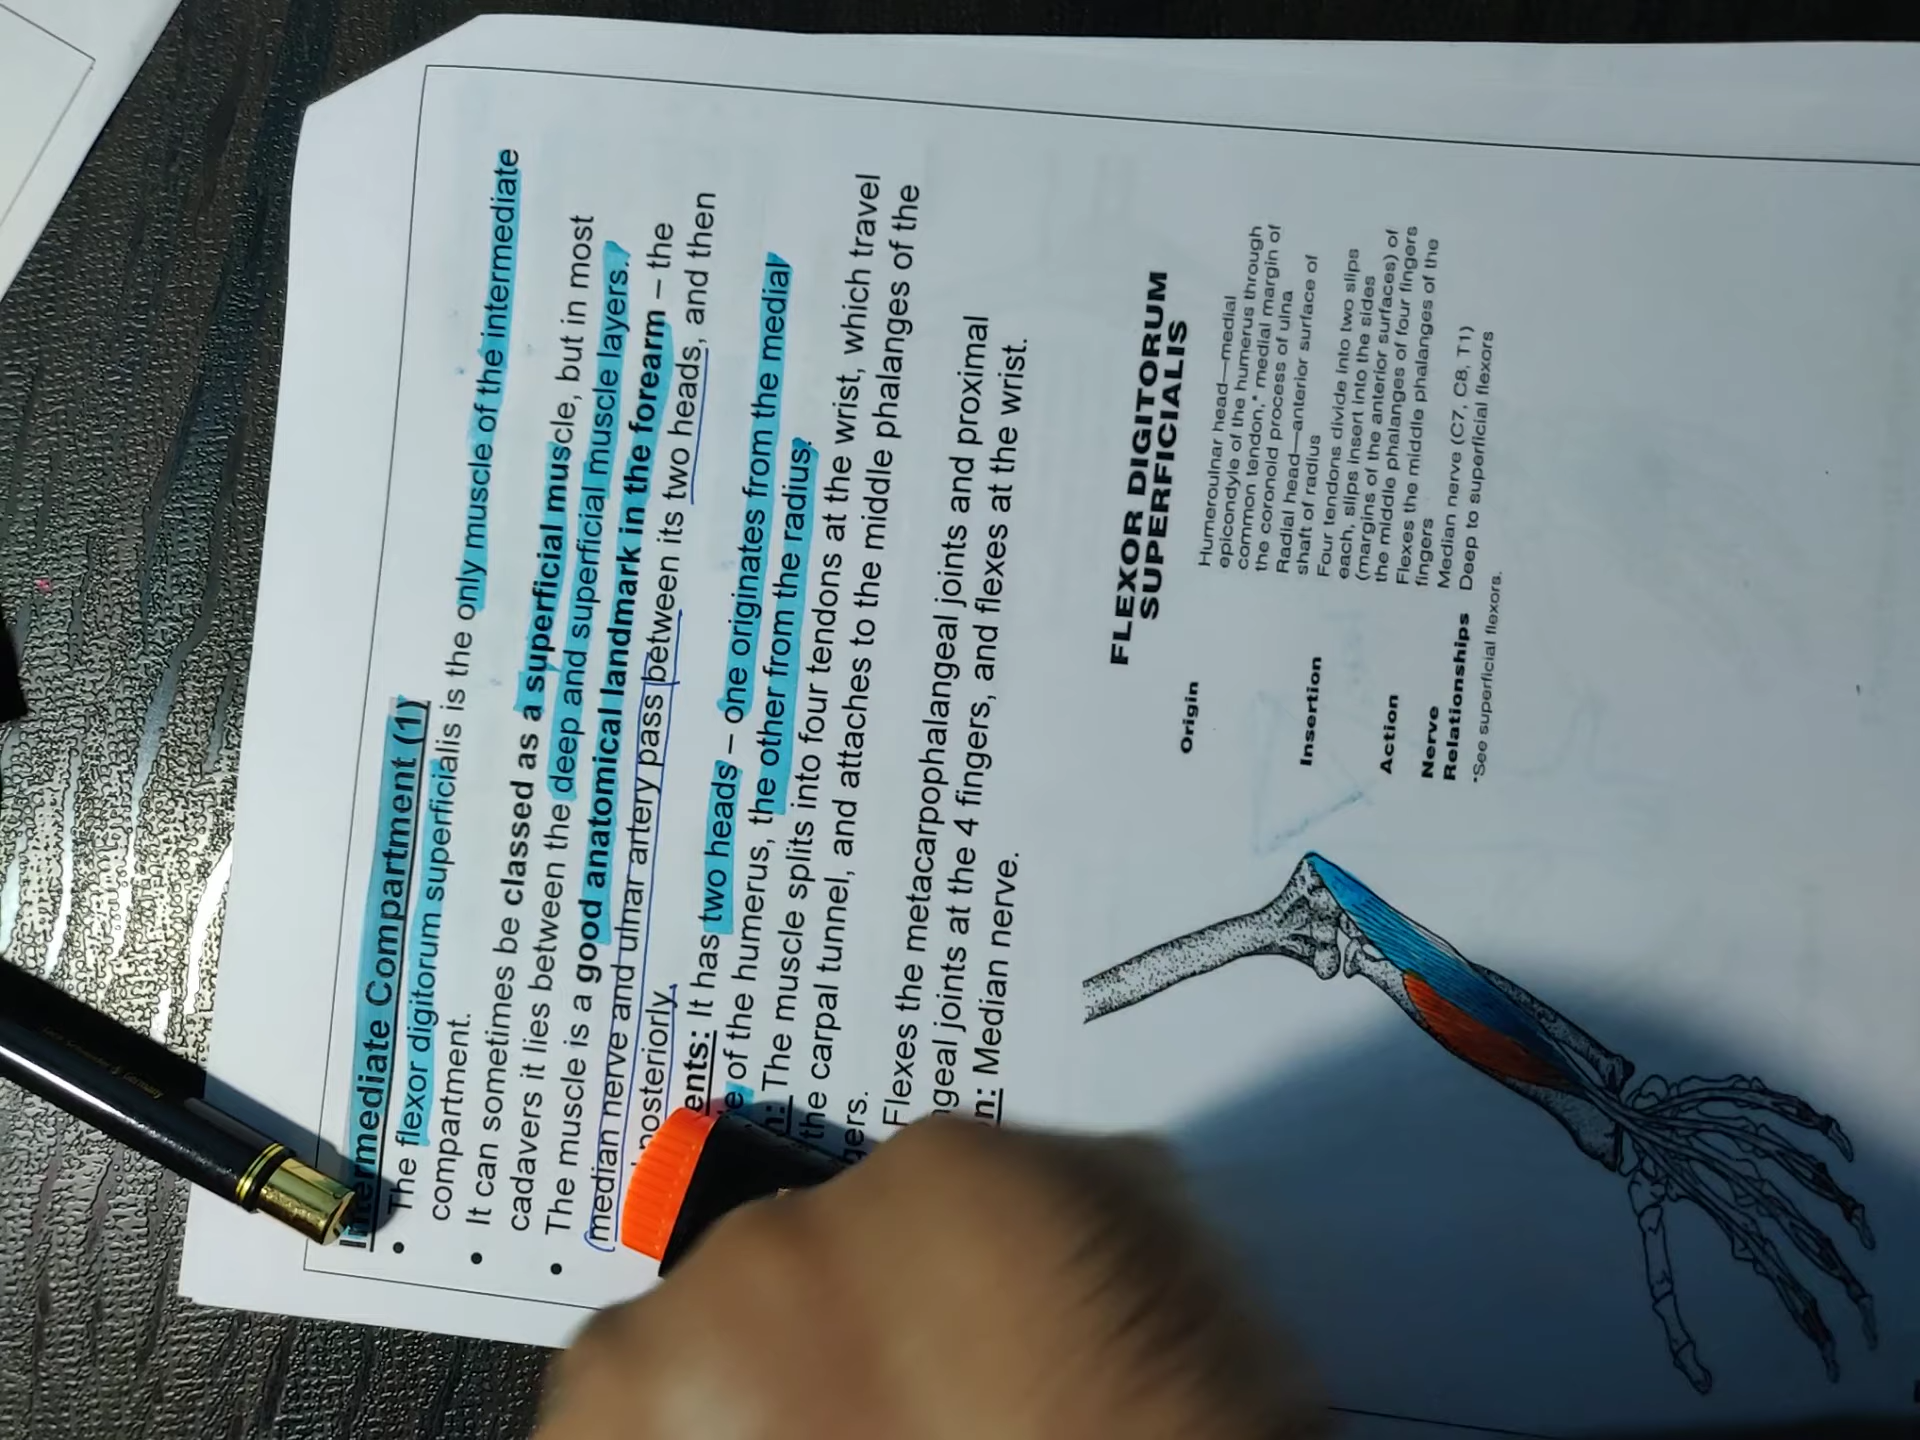 Intermediate Compartment (1)
• The flexor digitorum superficialis is the only muscle of the intermediate
compartment.
• It can sometimes be classed as a superficial muscle, but in most
cadavers it lies between the deep and superficial muscle layers.
• The muscle is a good anatomical landmark in the forearm – the
(median nerve and ulnar artery pass between its two heads, and then
posteriorly.
ents: It has two heads – one originates from the medial
of the humerus, the other from the radius.
The muscle splits into four tendons at the wrist, which travel
the carpal tunnel, and attaches to the middle phalanges of the
gers.
Flexes the metacarpophalangeal joints and proximal
ngeal joints at the 4 fingers, and flexes at the wrist.
n: Median nerve.
FLEXOR DIGITORUM
SUPERFICIALIS
Origin Humeroulnar head—medial
epicondyle of the humerus through
common tendon,* medial margin of
the coronoid process of ulna
Radial head—anterior surface of
shaft of radius
Insertion Four tendons divide into two slips
each, slips insert into the sides
(margins of the anterior surfaces) of
the middle phalanges of four fingers
Action Flexes the middle phalanges of the
fingers
Nerve Median nerve (C7, C8, T1)
Relationships Deep to superficial flexors
*See superficial flexors.